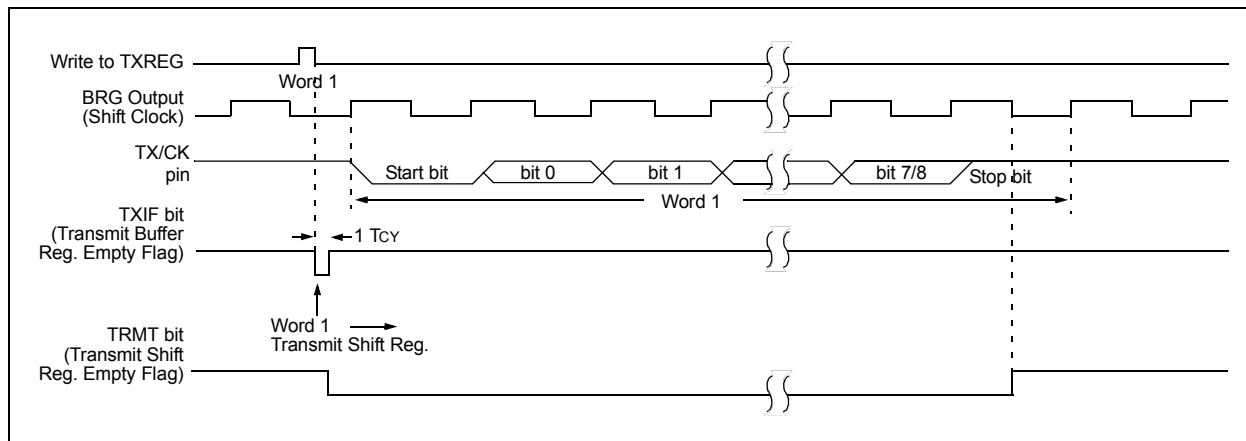 Write to TXREG
Word 1
BRG Output
(Shift Clock)
TX/CK
pin
Start bit
bit 0
bit 1
bit 7/8
Stop bit
Word 1
TXIF bit
(Transmit Buffer
Reg. Empty Flag)
1 TCY
Word 1
Transmit Shift Reg.
TRMT bit
(Transmit Shift
Reg. Empty Flag)